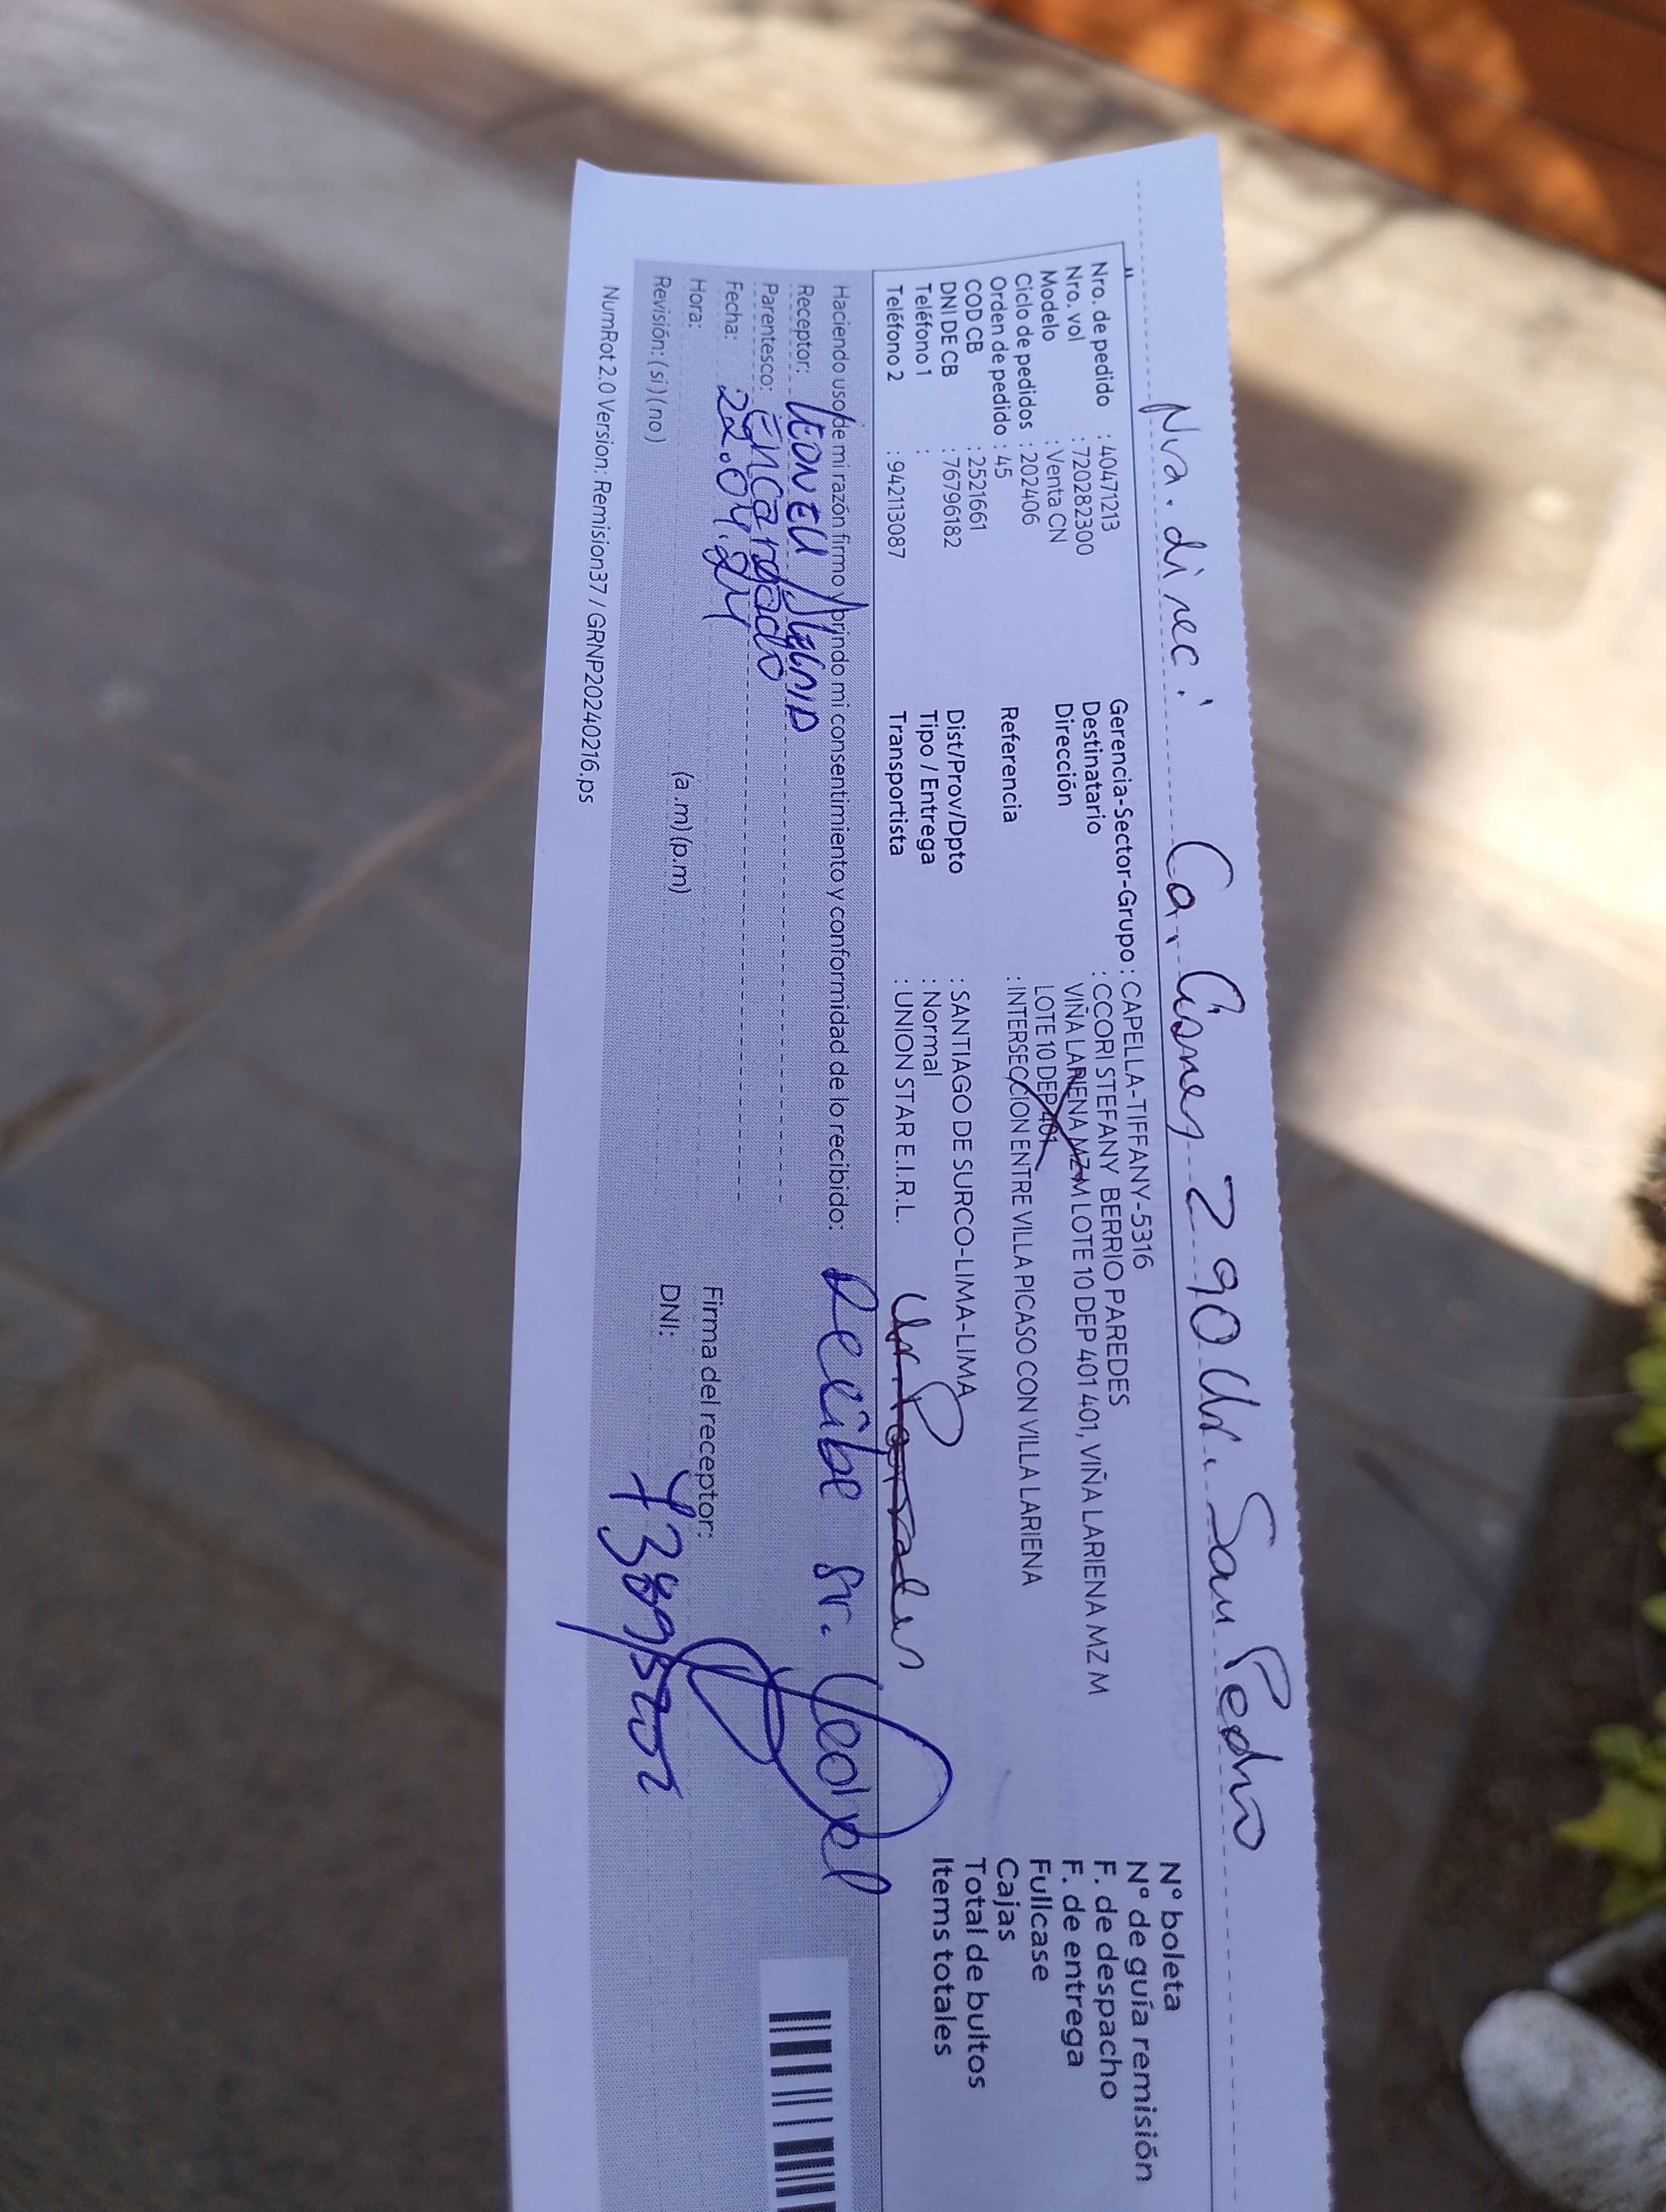 Nva. direc: Ca. Cisnes 290 Ur. San Pedro
Nro. de pedido : 40471213
Nro. vol : 720282300
Modelo : Venta CN
Ciclo de pedidos : 202406
Orden de pedido : 45
COD CB : 2521661
DNI DE CB : 76796182
Teléfono 1 :
Teléfono 2 : 942113087
Gerencia-Sector-Grupo : CAPELLA-TIFFANY-5316
Destinatario : CCORI STEFANY BERRIO PAREDES
Dirección VIÑA LARIENA MZ M LOTE 10 DEP 401 401, VIÑA LARIENA MZ M
LOTE 10 DEP 401
Referencia : INTERSECCION ENTRE VILLA PICASO CON VILLA LARIENA
Dist/Prov/Dpto : SANTIAGO DE SURCO-LIMA-LIMA
Tipo / Entrega : Normal
Transportista : UNION STAR E.I.R.L.
N° boleta
N° de guía remisión
F. de despacho
F. de entrega
Fullcase
Cajas
Total de bultos
Items totales
Haciendo uso de mi razón firmo y brindo mi consentimiento y conformidad de lo recibido: Recibe Sr. Leonel
Receptor: LEONEL
Parentesco: Encargado
Fecha: 22.04.24
Hora: (a.m) (p.m)
Revisión: (si) (no)
Firma del receptor:
DNI:
NumRot 2.0 Version: Remision37 / GRNP20240216.ps